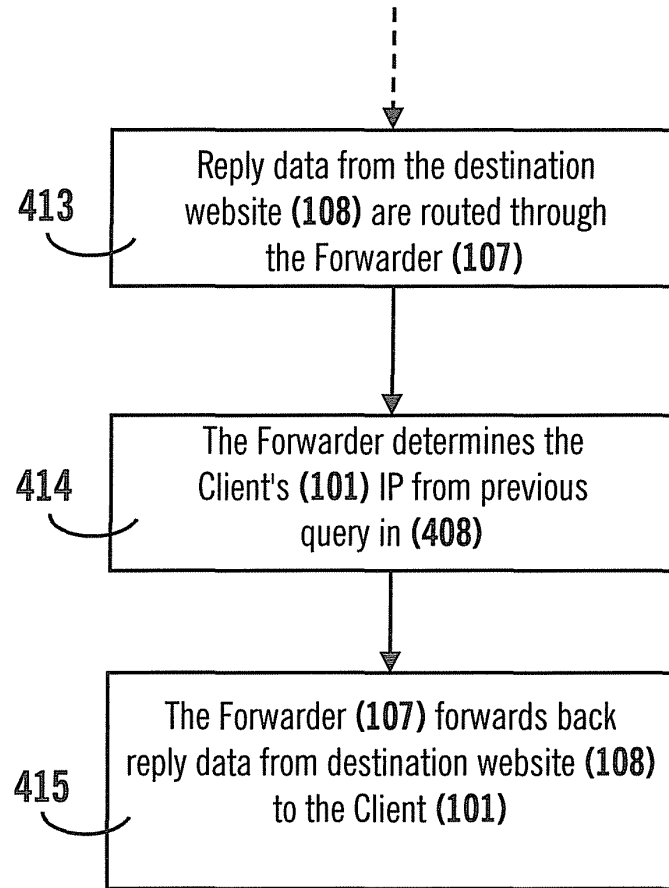 413
Reply data from the destination
website (108) are routed through
the Forwarder (107)
414
The Forwarder determines the
Client's (101) IP from previous
query in (408)
415
The Forwarder (107) forwards back
reply data from destination website (108)
to the Client (101)